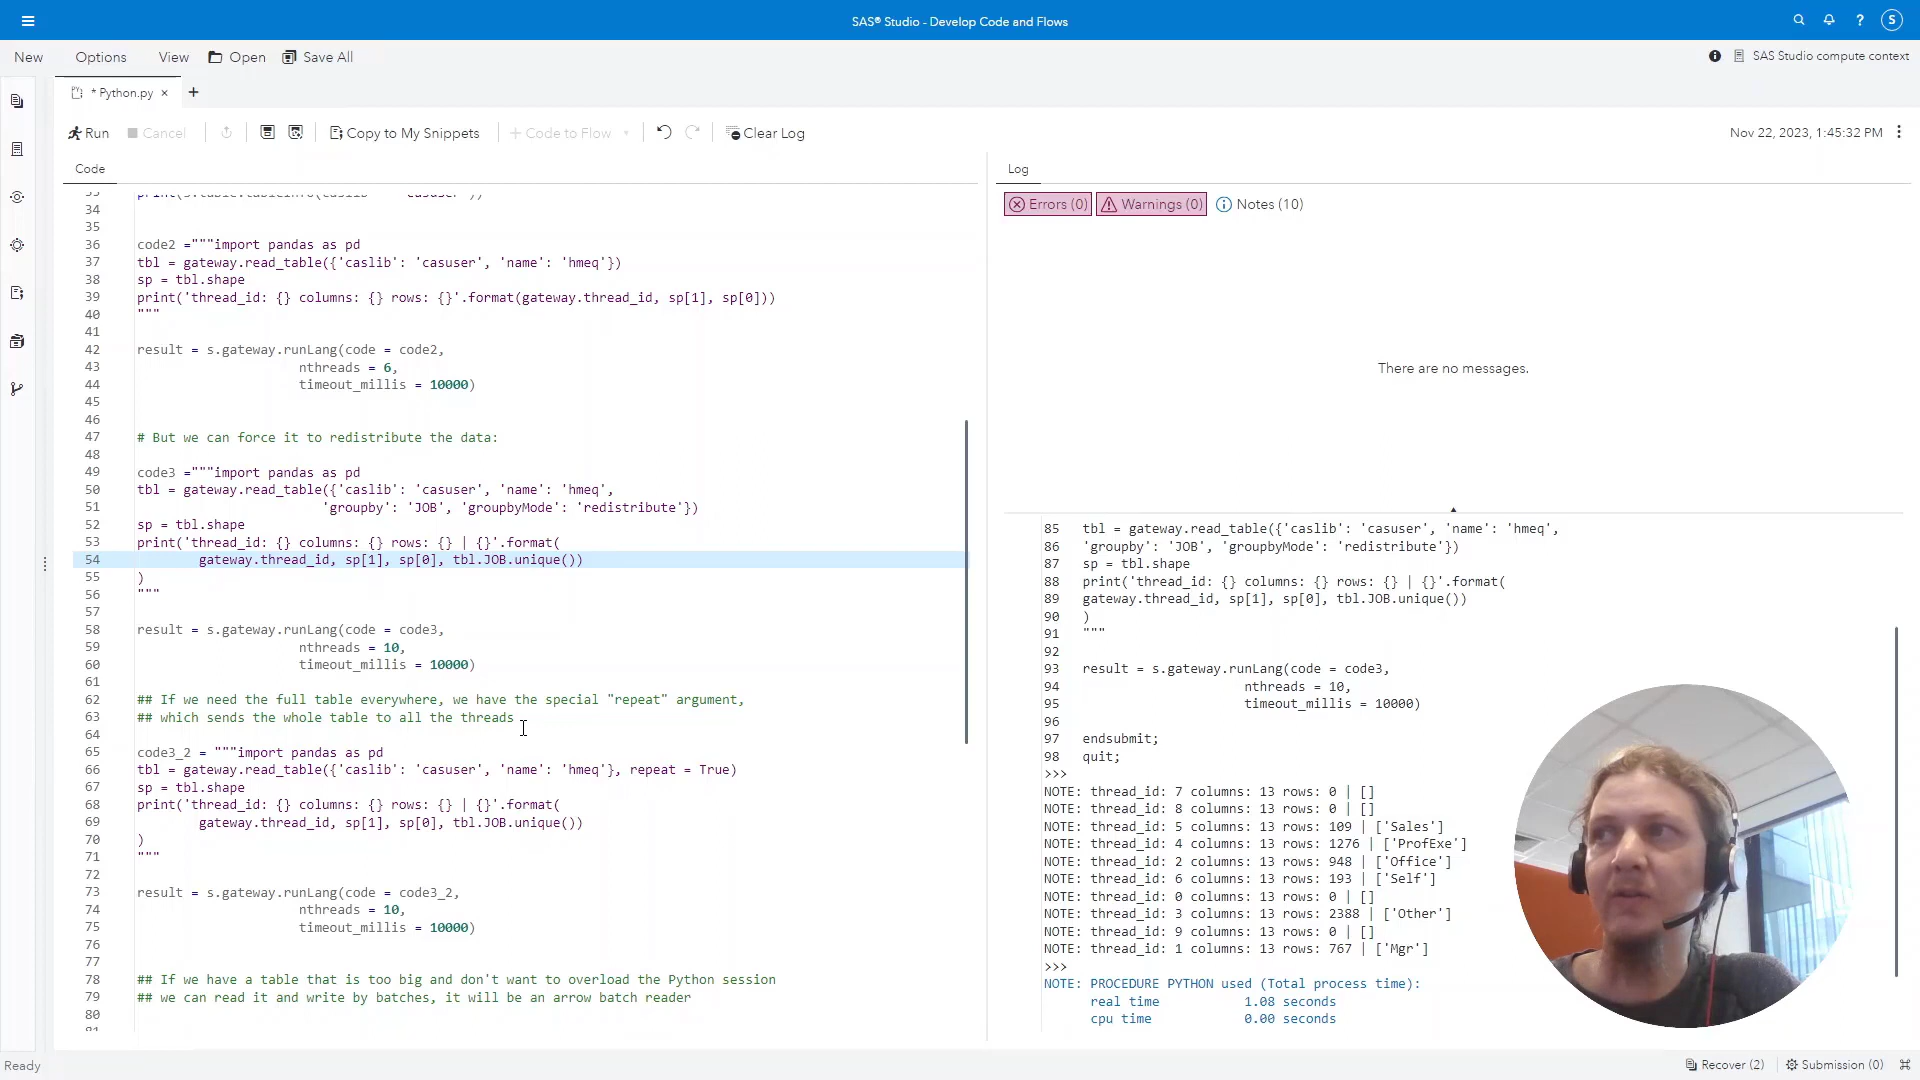 SAS® Studio - Develop Code and Flows
S
New Options View Open Save All
SAS Studio compute context
* Python.py × +
Run Cancel Copy to My Snippets + Code to Flow Clear Log
Nov 22, 2023, 1:45:32 PM
Code
34
35
36 code2 ="""import pandas as pd
37 tbl = gateway.read_table({'caslib': 'casuser', 'name': 'hmeq'})
38 sp = tbl.shape
39 print('thread_id: {} columns: {} rows: {}'.format(gateway.thread_id, sp[1], sp[0]))
40 """
41
42 result = s.gateway.runLang(code = code2,
43 nthreads = 6,
44 timeout_millis = 10000)
45
46
47 # But we can force it to redistribute the data:
48
49 code3 ="""import pandas as pd
50 tbl = gateway.read_table({'caslib': 'casuser', 'name': 'hmeq',
51 'groupby': 'JOB', 'groupbyMode': 'redistribute'})
52 sp = tbl.shape
53 print('thread_id: {} columns: {} rows: {} | {}'.format(
54 gateway.thread_id, sp[1], sp[0], tbl.JOB.unique())
55 )
56 """
57
58 result = s.gateway.runLang(code = code3,
59 nthreads = 10,
60 timeout_millis = 10000)
61
62 ## If we need the full table everywhere, we have the special "repeat" argument,
63 ## which sends the whole table to all the threads
64
65 code3_2 = """import pandas as pd
66 tbl = gateway.read_table({'caslib': 'casuser', 'name': 'hmeq'}, repeat = True)
67 sp = tbl.shape
68 print('thread_id: {} columns: {} rows: {} | {}'.format(
69 gateway.thread_id, sp[1], sp[0], tbl.JOB.unique())
70 )
71 """
72
73 result = s.gateway.runLang(code = code3_2,
74 nthreads = 10,
75 timeout_millis = 10000)
76
77
78 ## If we have a table that is too big and don't want to overload the Python session
79 ## we can read it and write by batches, it will be an arrow batch reader
80
Log
Errors (0) Warnings (0) Notes (10)
There are no messages.
85 tbl = gateway.read_table({'caslib': 'casuser', 'name': 'hmeq',
86 'groupby': 'JOB', 'groupbyMode': 'redistribute'})
87 sp = tbl.shape
88 print('thread_id: {} columns: {} rows: {} | {}'.format(
89 gateway.thread_id, sp[1], sp[0], tbl.JOB.unique())
90 )
91 """
92
93 result = s.gateway.runLang(code = code3,
94 nthreads = 10,
95 timeout_millis = 10000)
96
97 endsubmit;
98 quit;
>>>
NOTE: thread_id: 7 columns: 13 rows: 0 | []
NOTE: thread_id: 8 columns: 13 rows: 0 | []
NOTE: thread_id: 5 columns: 13 rows: 109 | ['Sales']
NOTE: thread_id: 4 columns: 13 rows: 1276 | ['ProfExe']
NOTE: thread_id: 2 columns: 13 rows: 948 | ['Office']
NOTE: thread_id: 6 columns: 13 rows: 193 | ['Self']
NOTE: thread_id: 0 columns: 13 rows: 0 | []
NOTE: thread_id: 3 columns: 13 rows: 2388 | ['Other']
NOTE: thread_id: 9 columns: 13 rows: 0 | []
NOTE: thread_id: 1 columns: 13 rows: 767 | ['Mgr']
>>>
NOTE: PROCEDURE PYTHON used (Total process time):
real time 1.08 seconds
cpu time 0.00 seconds
Ready
Recover (2) Submission (0)